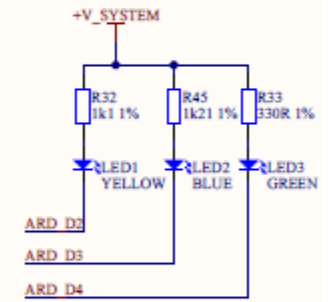 +V_SYSTEM
R32
1k1 1%
R45
1k21 1%
R33
330R 1%
LED1
YELLOW
LED2
BLUE
LED3
GREEN
ARD_D2
ARD_D3
ARD_D4